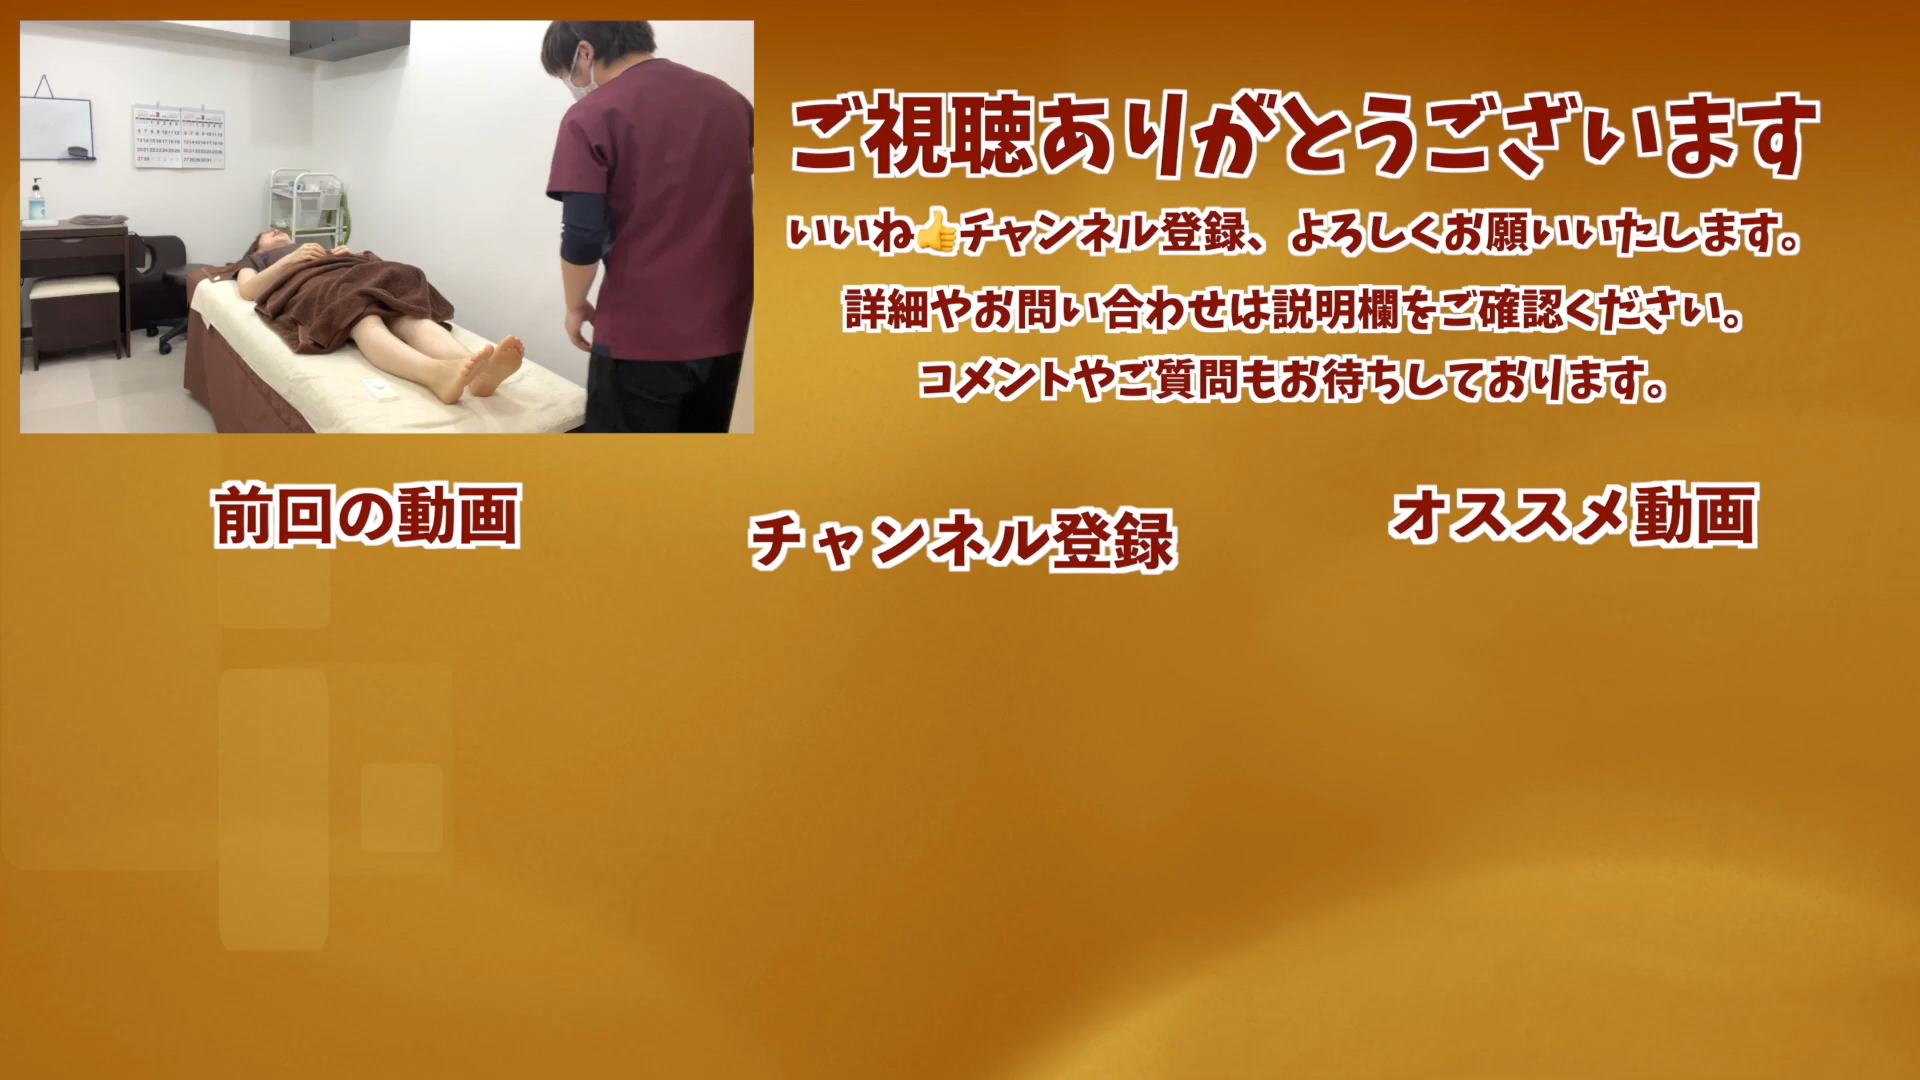 ご視聴ありがとうございます
いいね👍チャンネル登録、よろしくお願いいたします。
詳細やお問い合わせは説明欄をご確認ください。
コメントやご質問もお待ちしております。
前回の動画
チャンネル登録
オススメ動画